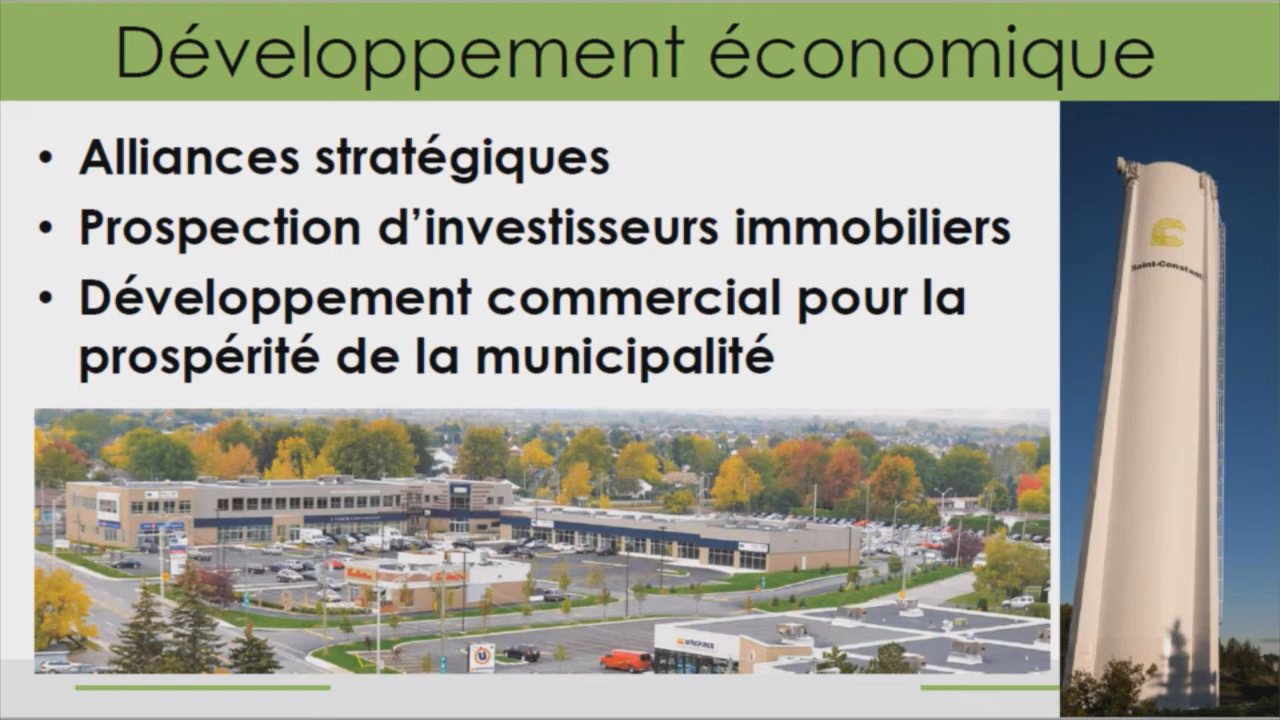 Développement économique
• Alliances stratégiques
• Prospection d’investisseurs immobiliers
• Développement commercial pour la
prospérité de la municipalité
Saint-Constant